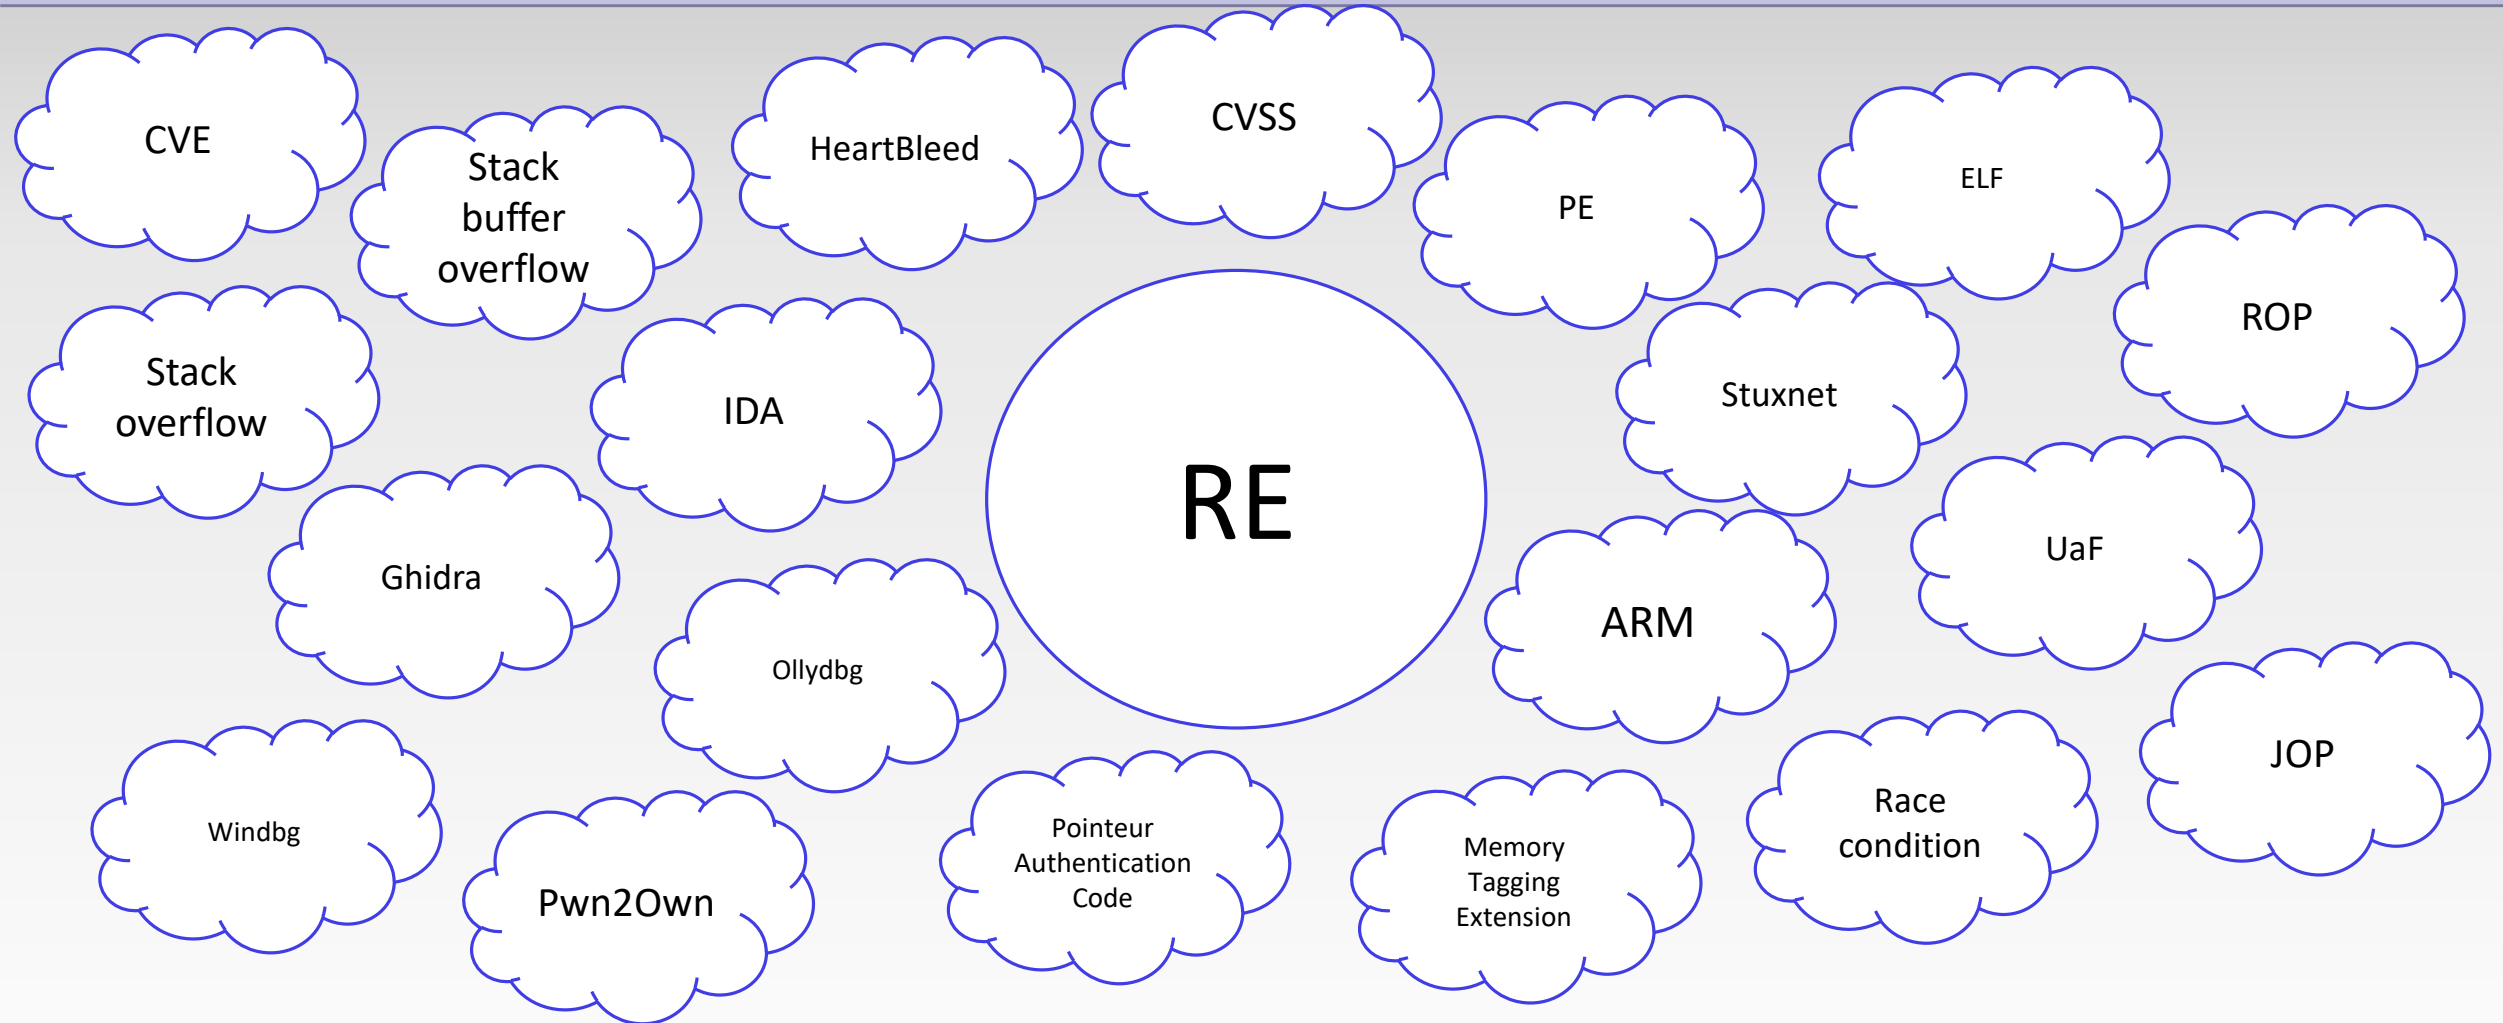 CVE
Stack
buffer
overflow
HeartBleed
CVSS
PE
ELF
ROP
Stack
overflow
IDA
RE
Stuxnet
UaF
Ghidra
Ollydbg
ARM
JOP
Windbg
Pwn2Own
Pointeur
Authentication
Code
Memory
Tagging
Extension
Race
condition